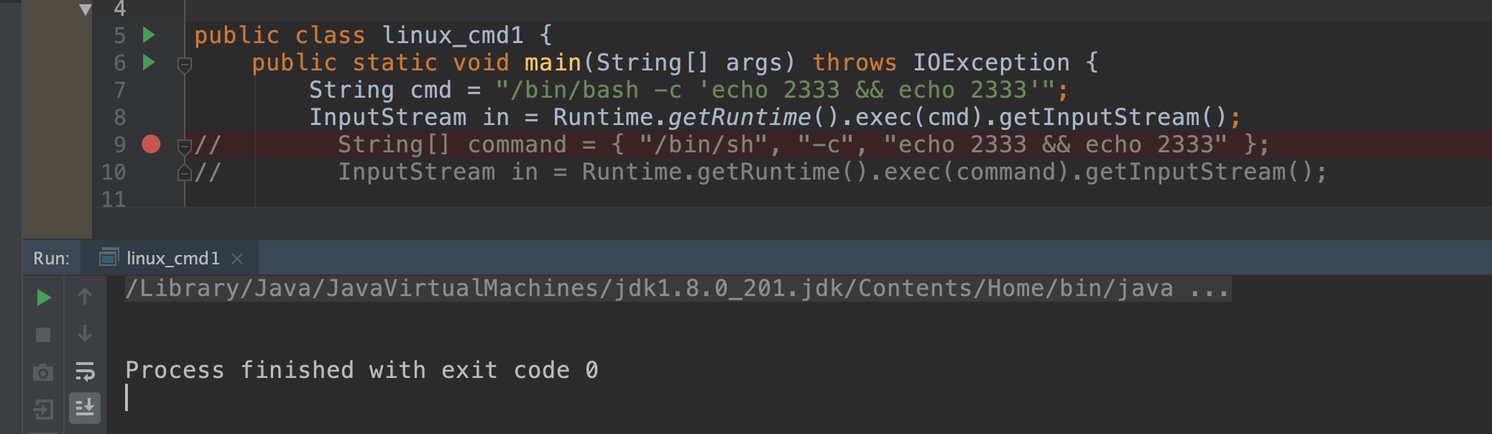 4
5 public class linux_cmd1 {
6 public static void main(String[] args) throws IOException {
7 String cmd = "/bin/bash -c 'echo 2333 && echo 2333'";
8 InputStream in = Runtime.getRuntime().exec(cmd).getInputStream();
9 // String[] command = { "/bin/sh", "-c", "echo 2333 && echo 2333" };
10 // InputStream in = Runtime.getRuntime().exec(command).getInputStream();
11
Run: linux_cmd1
/Library/Java/JavaVirtualMachines/jdk1.8.0_201.jdk/Contents/Home/bin/java ...
Process finished with exit code 0